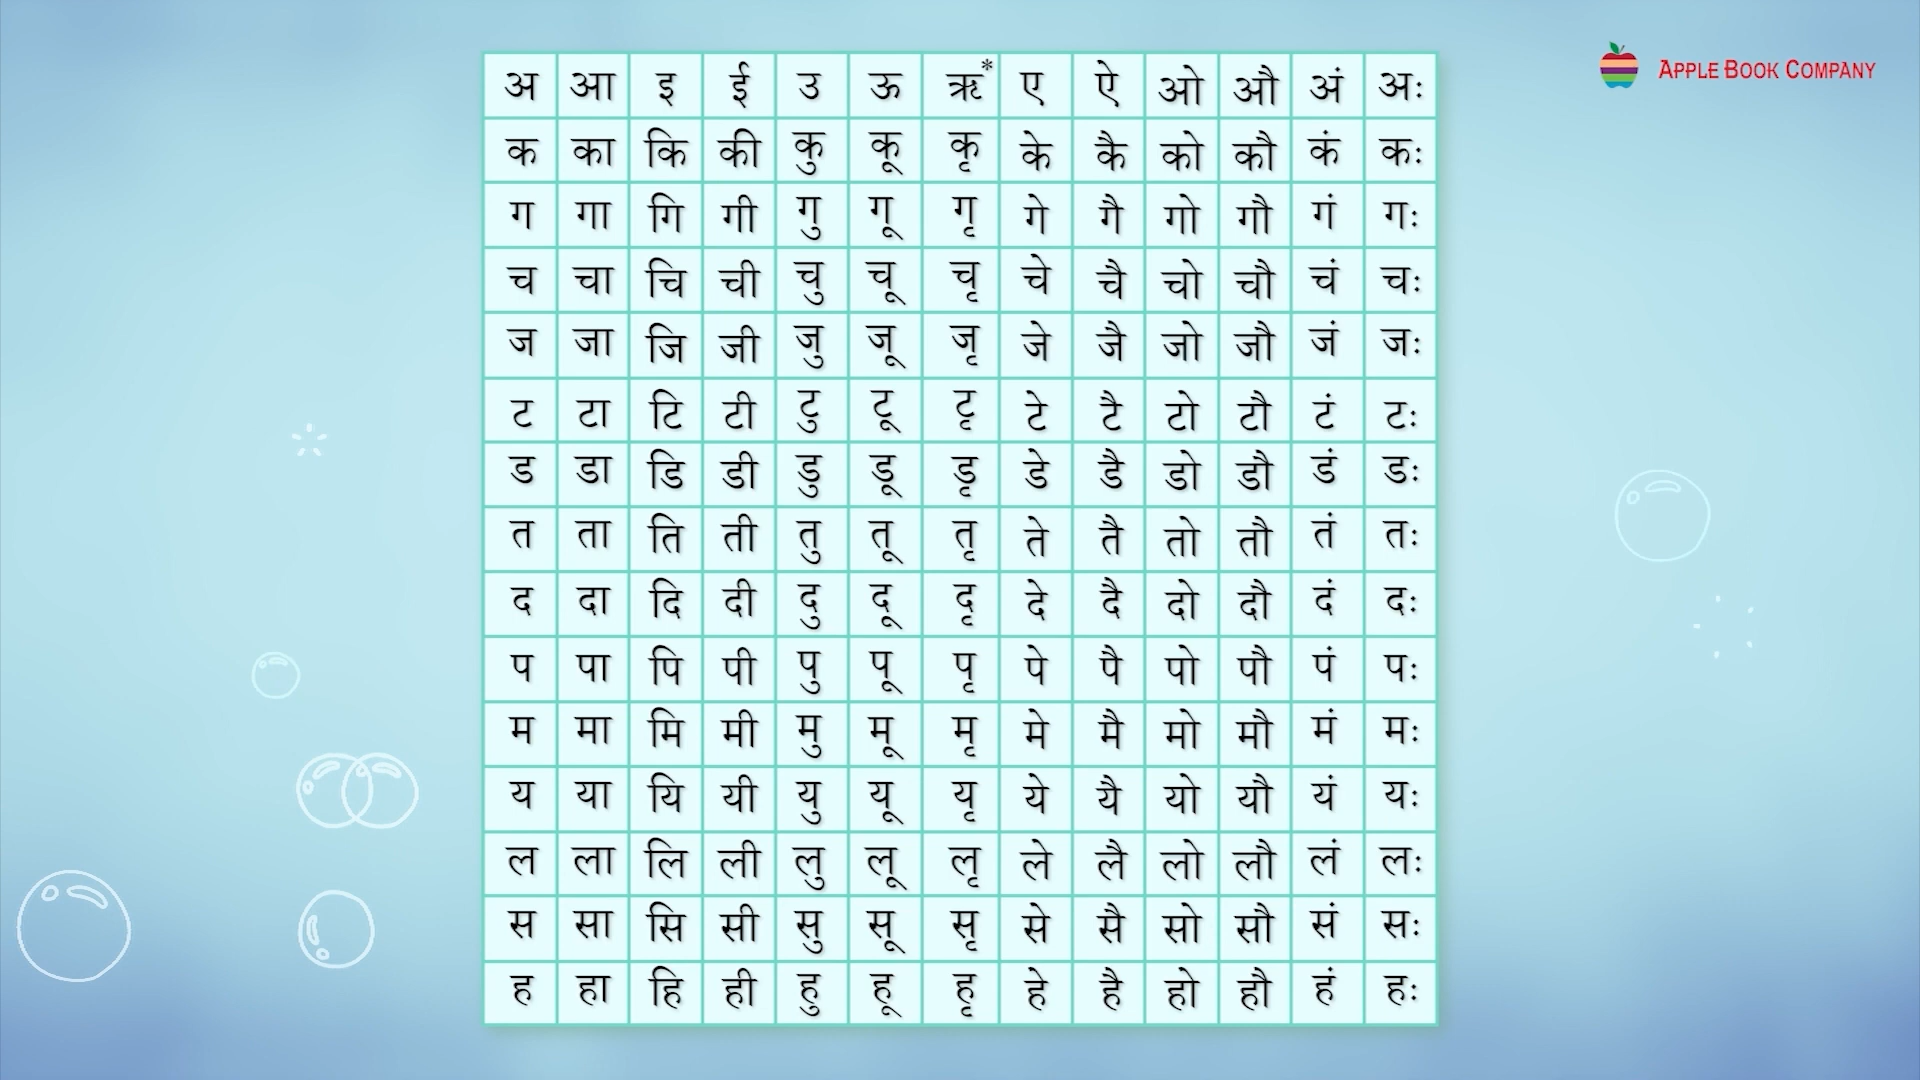 APPLE BOOK COMPANY
अ आ इ ई उ ऊ ऋ* ए ऐ ओ औ अं अः
क का कि की कु कू कृ के कै को कौ कं कः
ग गा गि गी गु गू गृ गे गै गो गौ गं गः
च चा चि ची चु चू चृ चे चै चो चौ चं चः
ज जा जि जी जु जू जृ जे जै जो जौ जं जः
ट टा टि टी टु टू टृ टे टै टो टौ टं टः
ड डा डि डी डु डू डृ डे डै डो डौ डं डः
त ता ति ती तु तू तृ ते तै तो तौ तं तः
द दा दि दी दु दू दृ दे दै दो दौ दं दः
प पा पि पी पु पू पृ पे पै पो पौ पं पः
म मा मि मी मु मू मृ मे मै मो मौ मं मः
य या यि यी यु यू यृ ये यै यो यौ यं यः
ल ला लि ली लु लू लृ ले लै लो लौ लं लः
स सा सि सी सु सू सृ से सै सो सौ सं सः
ह हा हि ही हु हू हृ हे है हो हौ हं हः